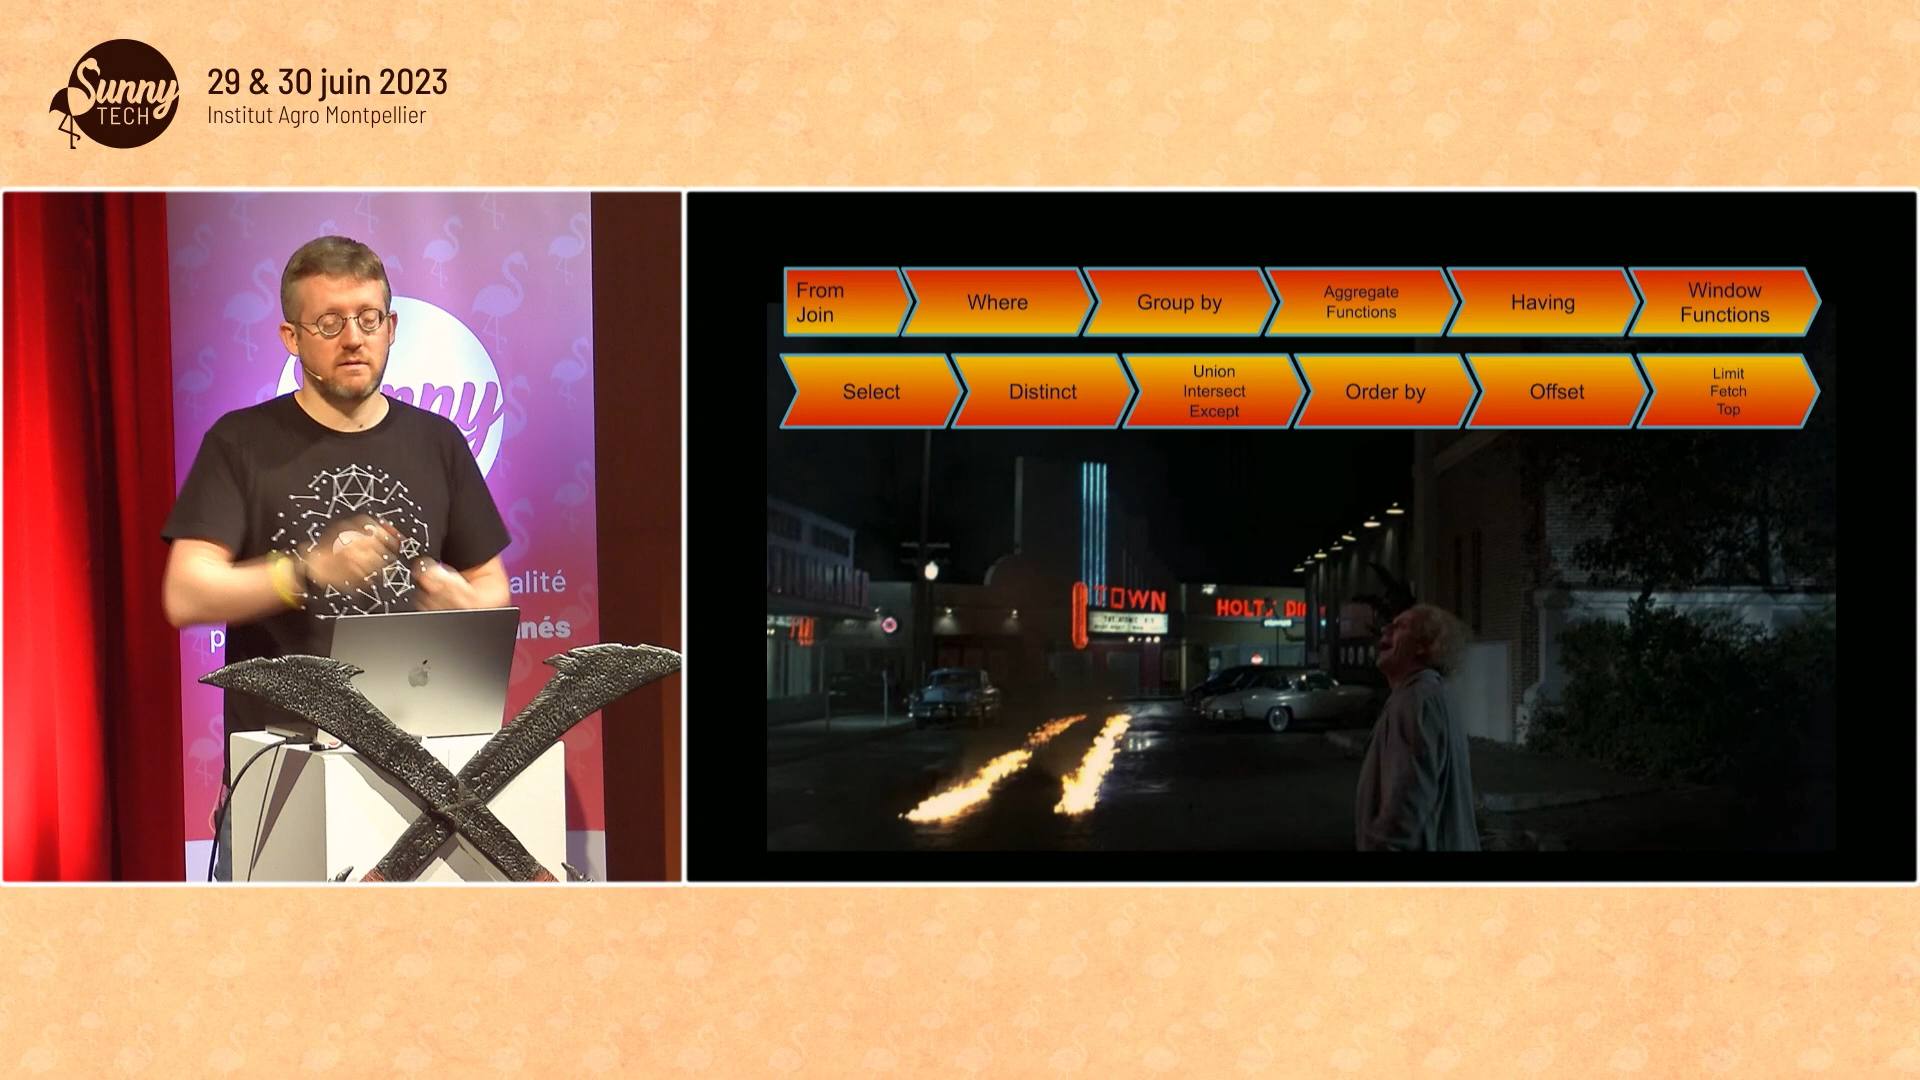 Sunny
TECH
29 & 30 juin 2023
Institut Agro Montpellier
From
Join
Where
Group by
Aggregate
Functions
Having
Window
Functions
Select
Distinct
Union
Intersect
Except
Order by
Offset
Limit
Fetch
Top
TOWN
HOLT
alité
p
nés